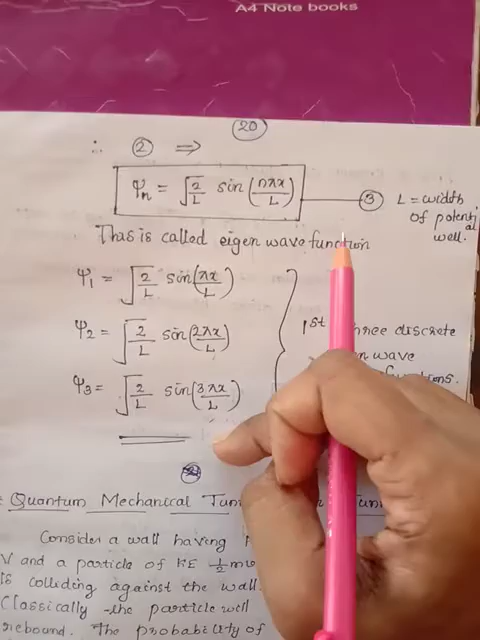 A4 Note books
20
∴ ② ⇒
ψn = √2/L sin(nπx/L) ③ L = width of potential well.
This is called eigen wave function
ψ1 = √2/L sin(πx/L)
ψ2 = √2/L sin(2πx/L)
1st three discrete
wave
ψ3 = √2/L sin(3πx/L)
Quantum Mechanical
Consider a wall having
V and a particle of KE 1/2
is colliding against the wall.
Classically the particle will
rebound. The probability of